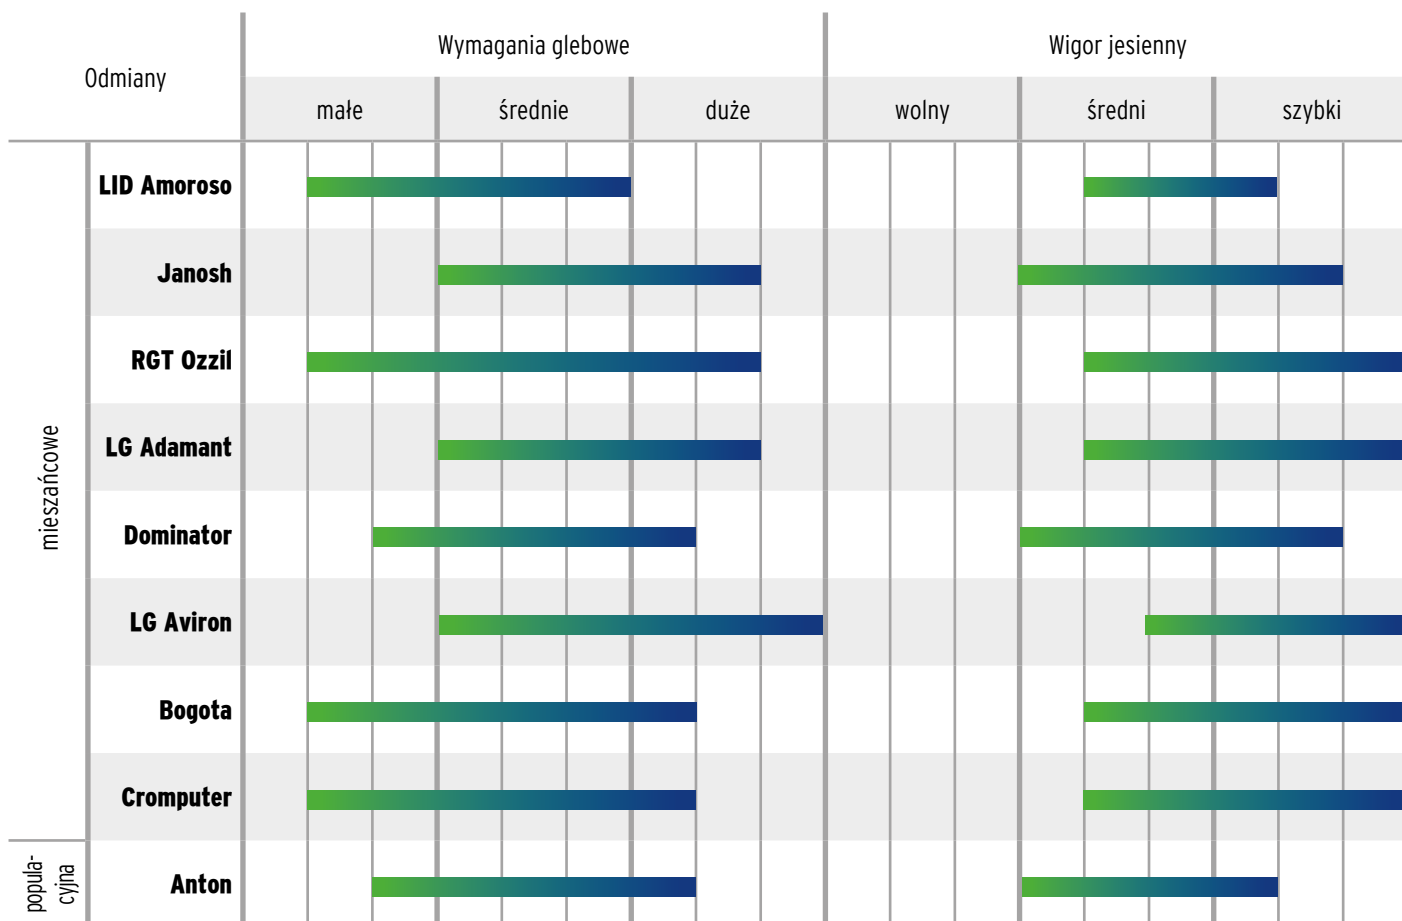 Odmiany
Wymagania glebowe
Wigor jesienny
małe
średnie
duże
wolny
średni
szybki
mieszańcowe
LID Amoroso
Janosh
RGT Ozzil
LG Adamant
Dominator
LG Aviron
Bogota
Cromputer
popula-
cyjna
Anton